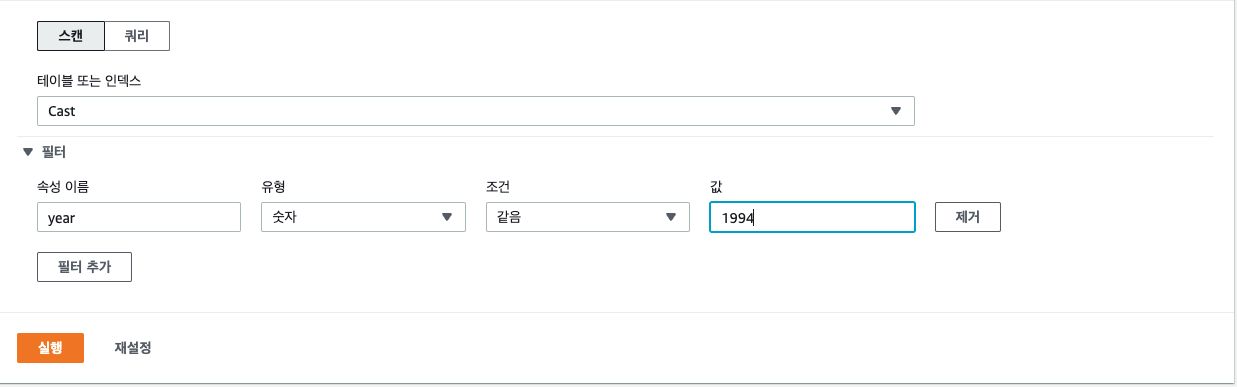 스캔 쿼리
테이블 또는 인덱스
Cast
필터
속성 이름 유형 조건 값
year 숫자 같음 1994 제거
필터 추가
실행 재설정